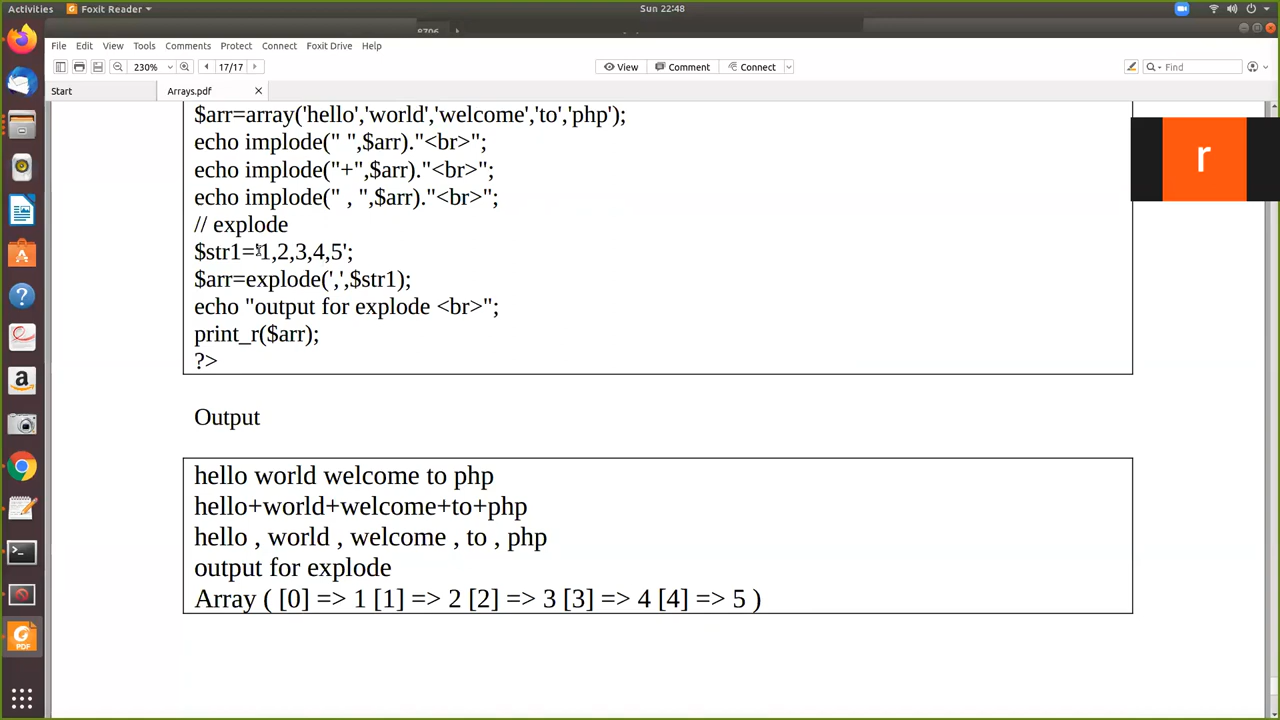 Activities Foxit Reader Sun 22:48
File Edit View Tools Comments Protect Connect Foxit Drive Help
230% 17/17 View Comment Connect Find
Start Arrays.pdf
$arr=array('hello','world','welcome','to','php');
echo implode(" ",$arr)."<br>";
echo implode("+",$arr)."<br>";
echo implode(" , ",$arr)."<br>";
// explode
$str1='1,2,3,4,5';
$arr=explode(',',$str1);
echo "output for explode <br>";
print_r($arr);
?>
r
Output
hello world welcome to php
hello+world+welcome+to+php
hello , world , welcome , to , php
output for explode
Array ( [0] => 1 [1] => 2 [2] => 3 [3] => 4 [4] => 5 )